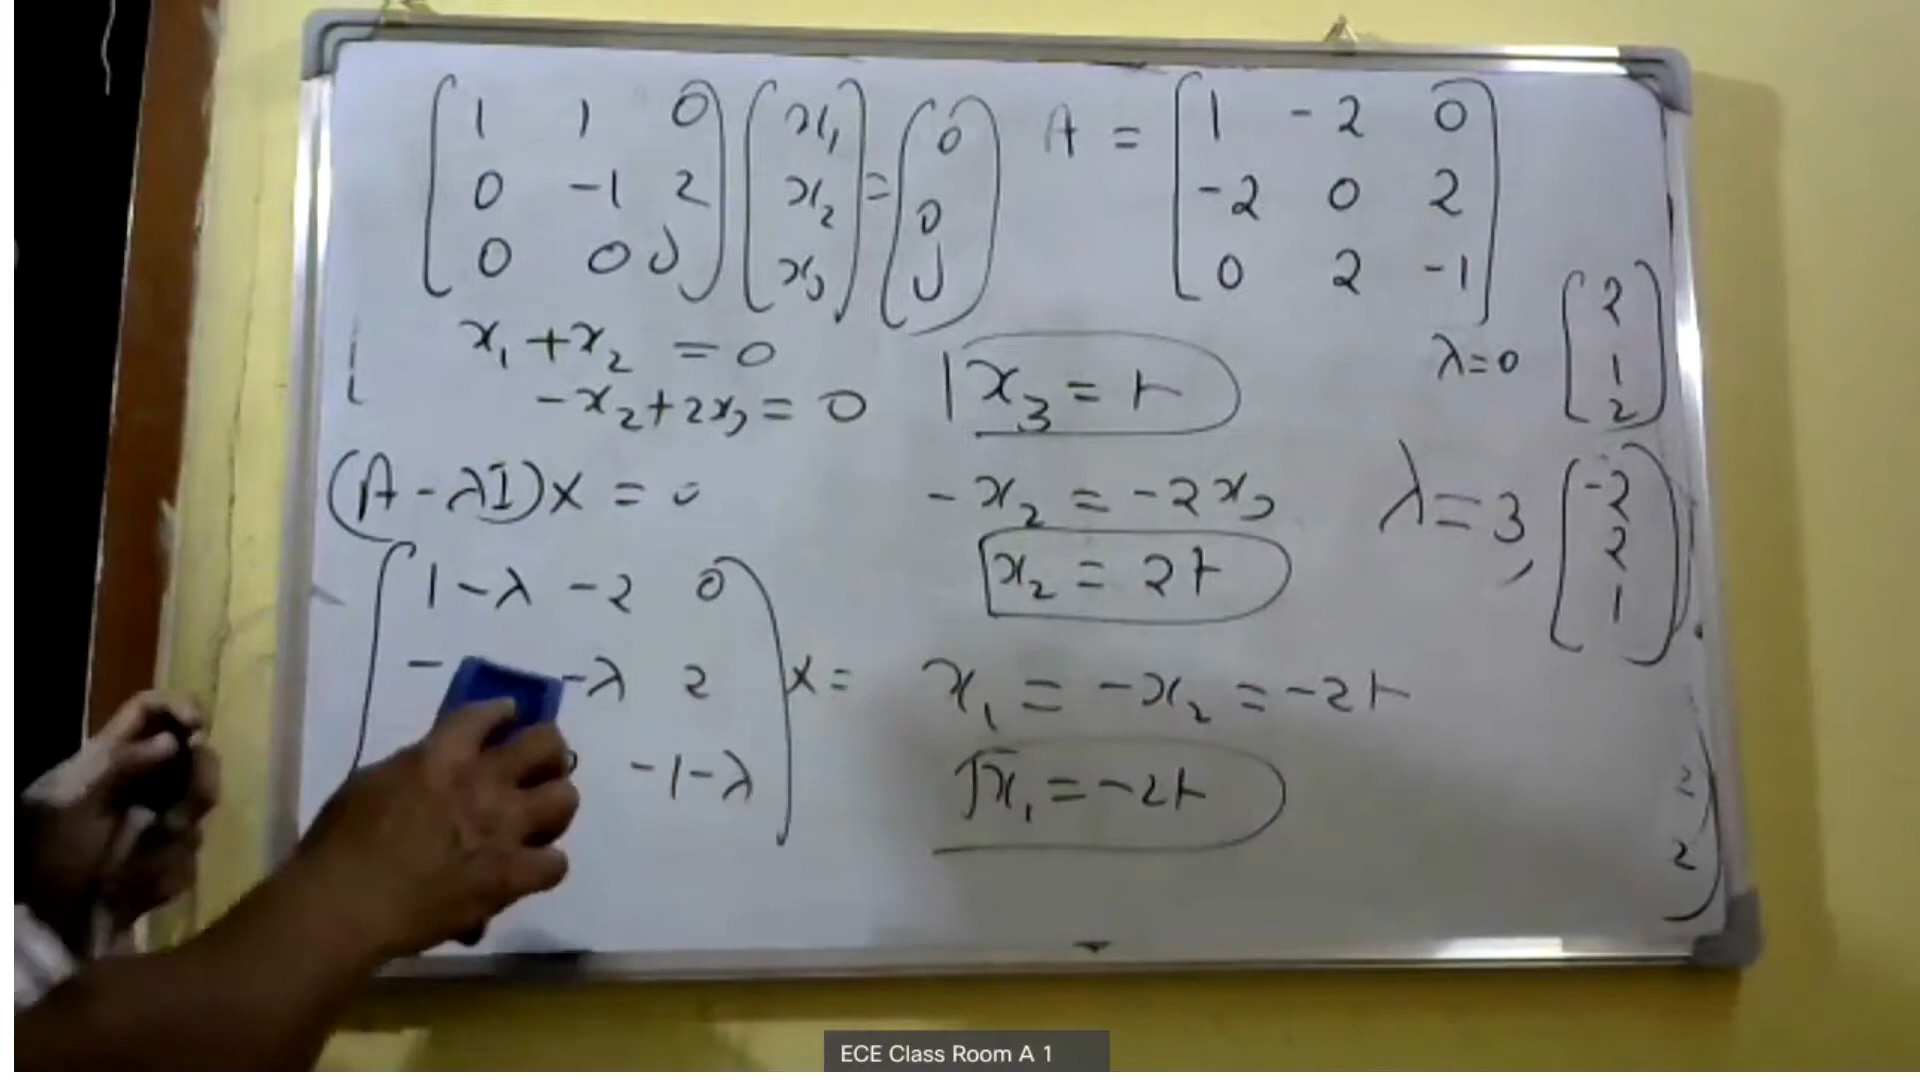 [ 1 1 0 ] [ x₁ ] = [ 0 ]
[ 0 -1 2 ] [ x₂ ] [ 0 ]
[ 0 0 0 ] [ x₃ ] [ 0 ]
x₁ + x₂ = 0
-x₂ + 2x₃ = 0
(A - λI)X = 0
[ 1-λ -2 0 ]
- -λ 2 X =
-1-λ
x₃ = t
-x₂ = -2x₃
x₂ = 2t
x₁ = -x₂ = -2t
x₁ = -2t
A = [ 1 -2 0 ]
[ -2 0 2 ]
[ 0 2 -1 ]
λ=0 [ 2 ]
[ 1 ]
[ 2 ]
λ=3, [ -2 ]
[ 2 ]
[ 1 ]
2
2
ECE Class Room A 1